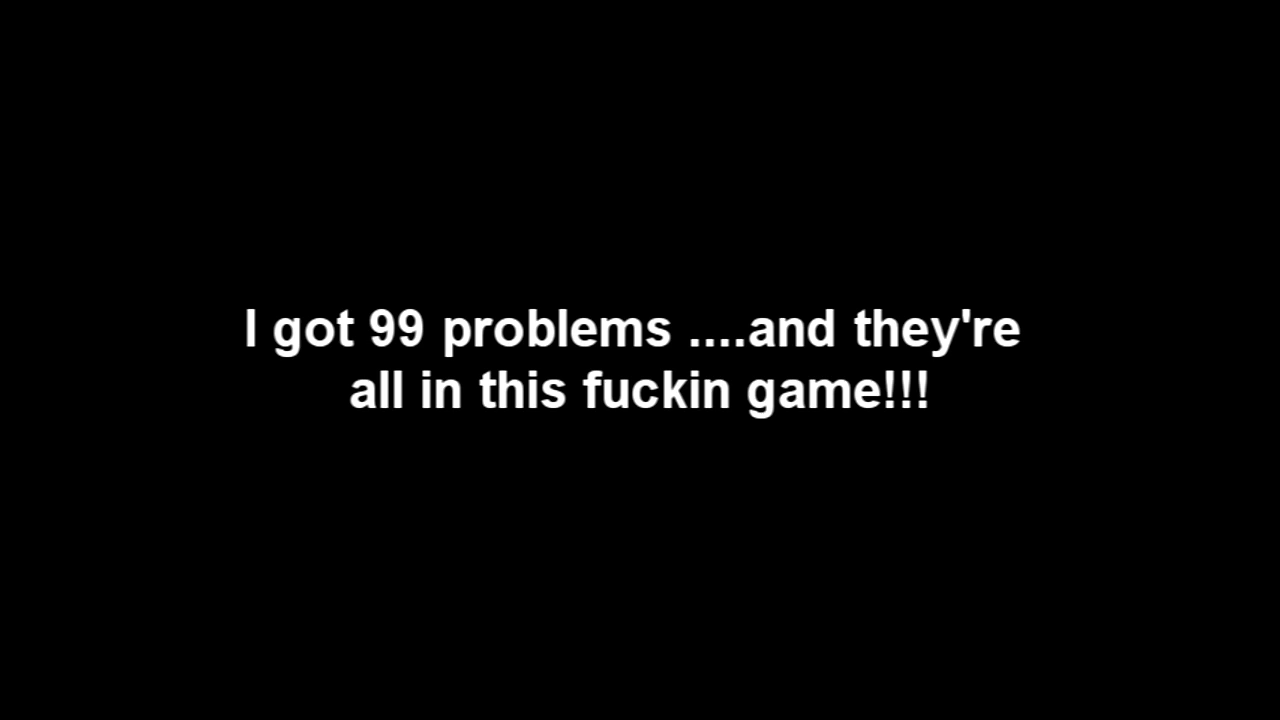 I got 99 problems ....and they're
all in this fuckin game!!!